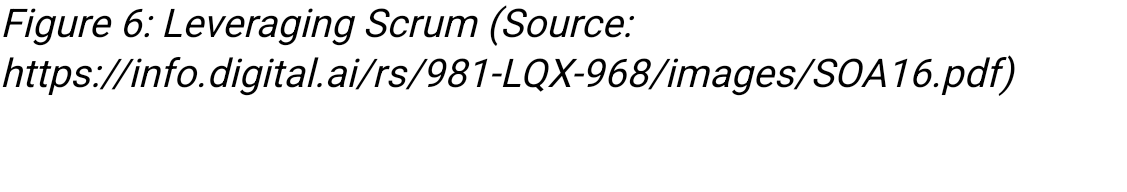 Figure 6: Leveraging Scrum (Source:
https://info.digital.ai/rs/981-LQX-968/images/SOA16.pdf)